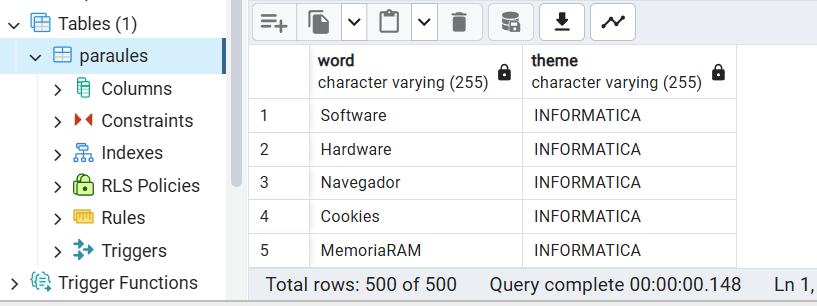 Tables (1)
paraules
Columns
Constraints
Indexes
RLS Policies
Rules
Triggers
Trigger Functions
word theme
character varying (255) character varying (255)
1 Software INFORMATICA
2 Hardware INFORMATICA
3 Navegador INFORMATICA
4 Cookies INFORMATICA
5 MemoriaRAM INFORMATICA
Total rows: 500 of 500 Query complete 00:00:00.148 Ln 1,